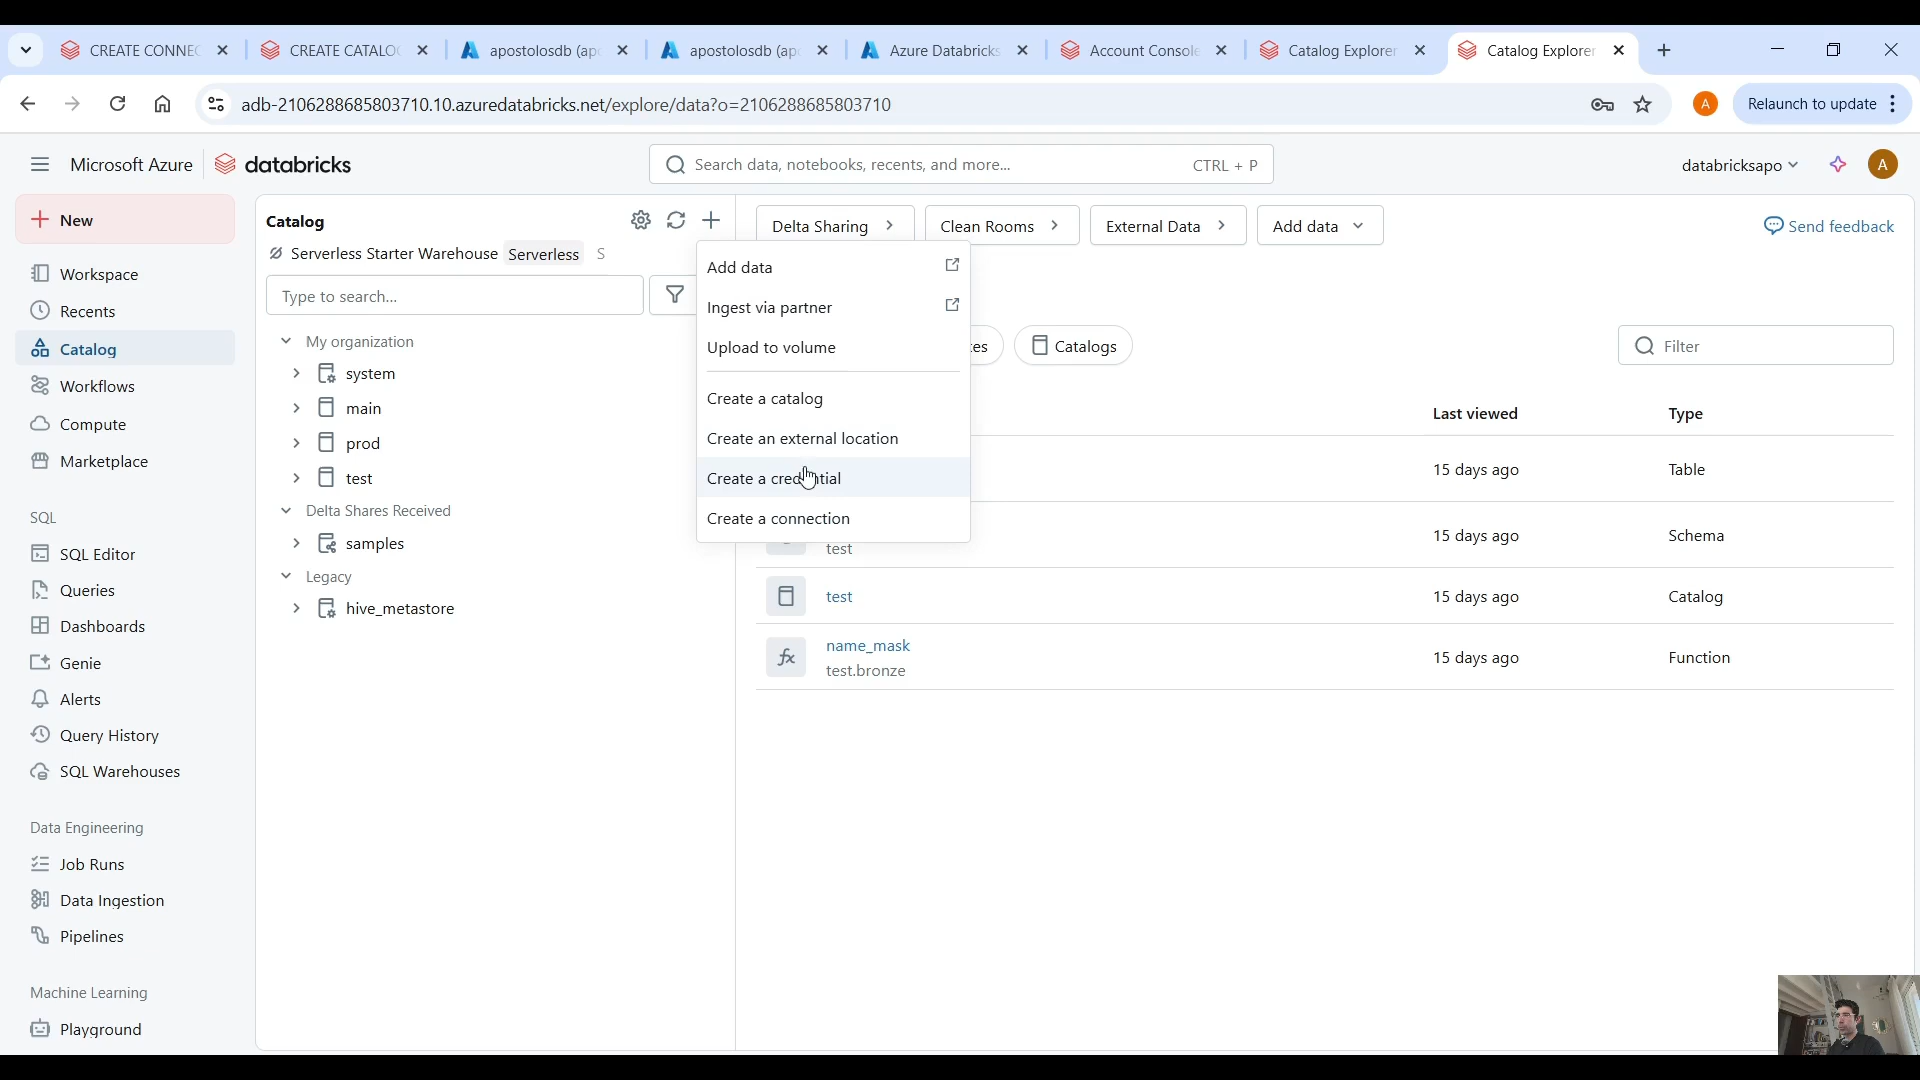 CREATE CONNEC
CREATE CATALOG
apostolosdb (ap
apostolosdb (ap
Azure Databricks
Account Console
Catalog Explorer
Catalog Explorer
adb-2106288685803710.10.azuredatabricks.net/explore/data?o=2106288685803710
A
Relaunch to update
Microsoft Azure
databricks
Search data, notebooks, recents, and more...
CTRL + P
databricksapo
A
New
Workspace
Recents
Catalog
Workflows
Compute
Marketplace
SQL
SQL Editor
Queries
Dashboards
Genie
Alerts
Query History
SQL Warehouses
Data Engineering
Job Runs
Data Ingestion
Pipelines
Machine Learning
Playground
Catalog
Serverless Starter Warehouse Serverless S
Type to search...
My organization
system
main
prod
test
Delta Shares Received
samples
Legacy
hive_metastore
Add data
Ingest via partner
Upload to volume
Create a catalog
Create an external location
Create a credential
Create a connection
Delta Sharing
Clean Rooms
External Data
Add data
Send feedback
es
Catalogs
Filter
Last viewed
Type
15 days ago
Table
test
15 days ago
Schema
test
15 days ago
Catalog
name_mask
test.bronze
15 days ago
Function